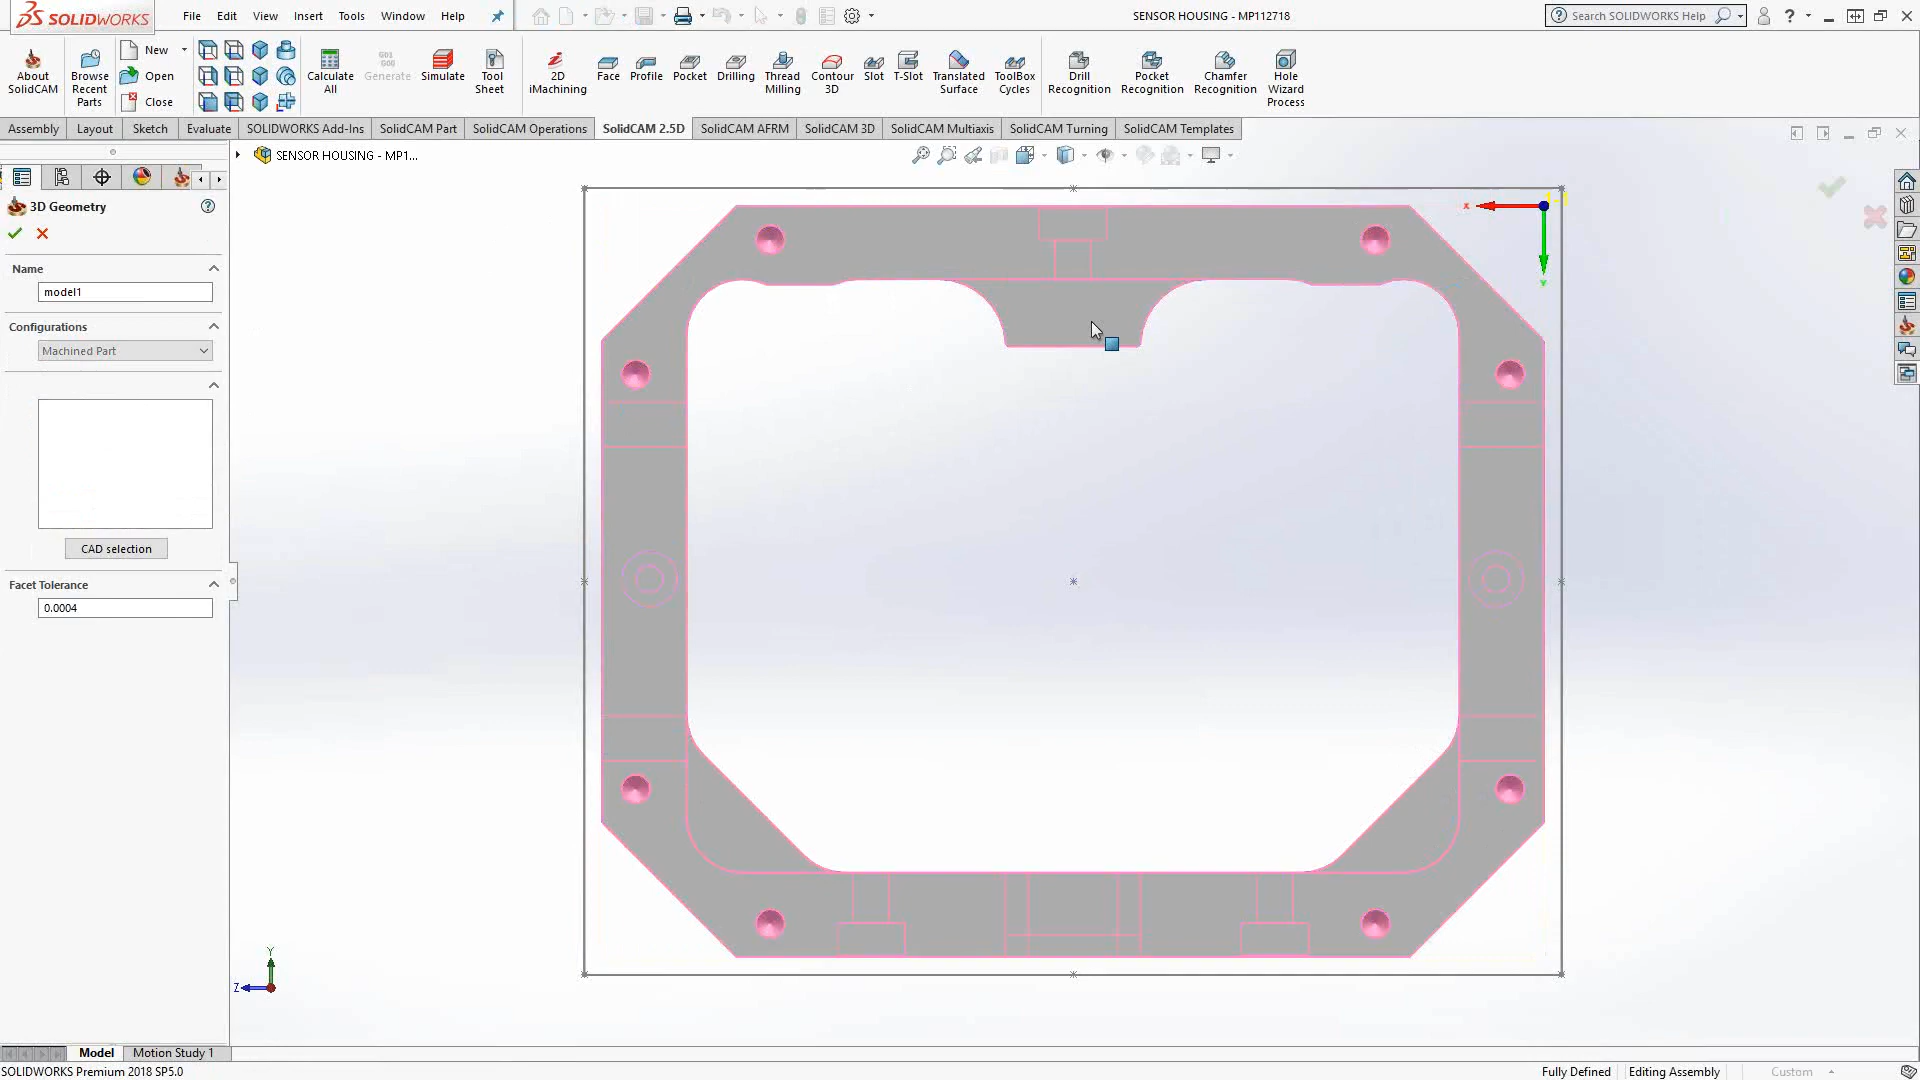 SOLIDWORKS
File Edit View Insert Tools Window Help
SENSOR HOUSING - MP112718
Search SOLIDWORKS Help
?
About SolidCAM
Browse Recent Parts
New
Open
Close
Calculate All
G01 G00
Generate
Simulate
Tool Sheet
2D iMachining
Face
Profile
Pocket
Drilling
Thread Milling
Contour 3D
Slot
T-Slot
Translated Surface
ToolBox Cycles
Drill Recognition
Pocket Recognition
Chamfer Recognition
Hole Wizard Process
Assembly Layout Sketch Evaluate SOLIDWORKS Add-Ins SolidCAM Part SolidCAM Operations SolidCAM 2.5D SolidCAM AFRM SolidCAM 3D SolidCAM Multiaxis SolidCAM Turning SolidCAM Templates
SENSOR HOUSING - MP1...
3D Geometry
?
Name
model1
Configurations
Machined Part
CAD selection
Facet Tolerance
0.0004
X
Y
Y
Z
Model Motion Study 1
SOLIDWORKS Premium 2018 SP5.0
Fully Defined Editing Assembly Custom